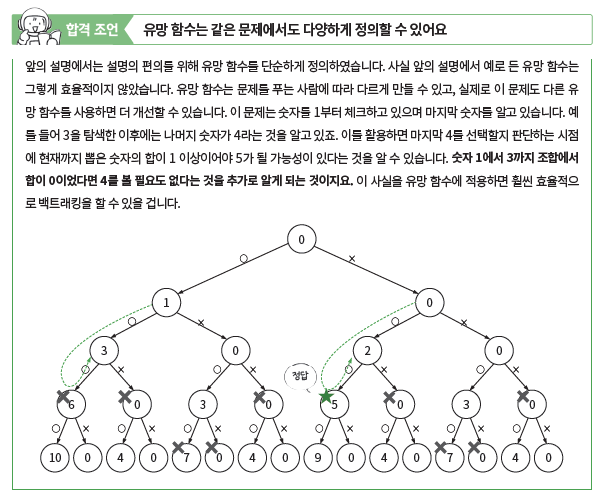 합격 조언
유망 함수는 같은 문제에서도 다양하게 정의할 수 있어요
앞의 설명에서는 설명의 편의를 위해 유망 함수를 단순하게 정의하였습니다. 사실 앞의 설명에서 예로 든 유망 함수는
그렇게 효율적이지 않았습니다. 유망 함수는 문제를 푸는 사람에 따라 다르게 만들 수 있고, 실제로 이 문제도 다른 유
망 함수를 사용하면 더 개선할 수 있습니다. 이 문제는 숫자를 1부터 체크하고 있으며 마지막 숫자를 알고 있습니다. 예
를 들어 3을 탐색한 이후에는 나머지 숫자가 4라는 것을 알고 있죠. 이를 활용하면 마지막 4를 선택할지 판단하는 시점
에 현재까지 뽑은 숫자의 합이 1 이상이어야 5가 될 가능성이 있다는 것을 알 수 있습니다. 숫자 1에서 3까지 조합에서
합이 0이었다면 4를 볼 필요도 없다는 것을 추가로 알게 되는 것이지요. 이 사실을 유망 함수에 적용하면 훨씬 효율적으
로 백트래킹을 할 수 있을 겁니다.
0
○ ×
1 0
○ × ○ ×
3 0 2 0
○ × ○ × 정답 ○ × ○ ×
6 0 3 0 5 0 3 0
○ × ○ × ○ × ○ × ○ × ○ × ○ × ○ ×
10 0 4 0 7 0 4 0 9 0 4 0 7 0 4 0